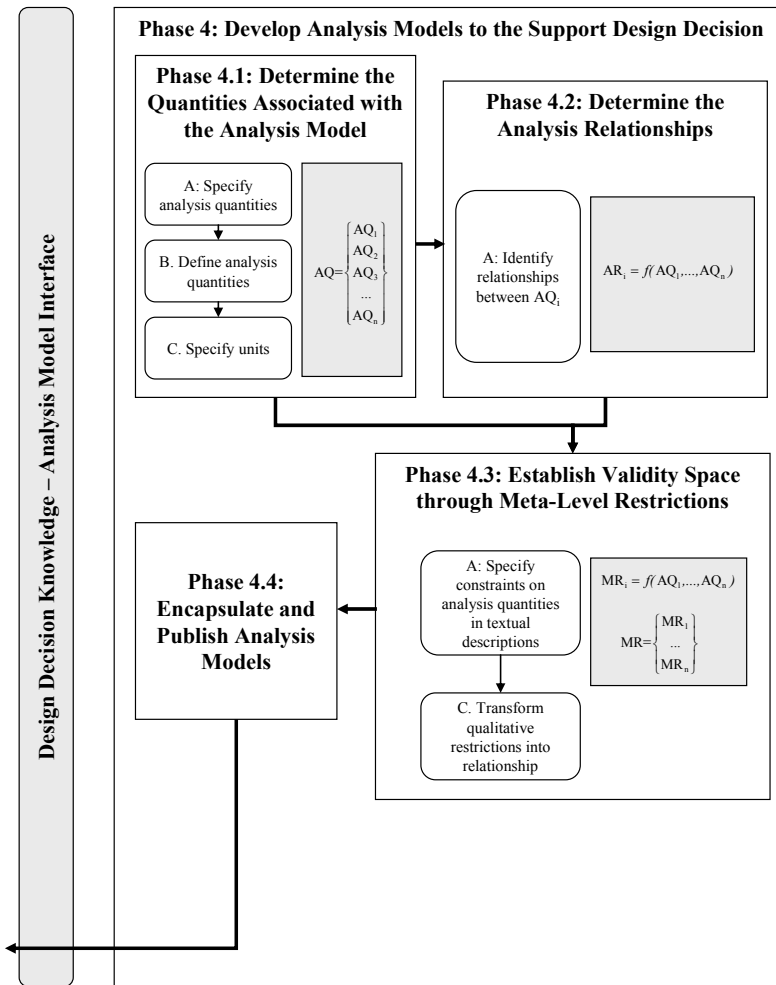 Phase 4: Develop Analysis Models to the Support Design Decision
Phase 4.1: Determine the
Quantities Associated with
the Analysis Model
A: Specify
analysis quantities
B. Define analysis
quantities
C. Specify units
AQ={AQ₁
AQ₂
AQ₃
...
AQₙ}
Phase 4.2: Determine the
Analysis Relationships
A: Identify
relationships
between AQᵢ
ARᵢ = f(AQ₁,...,AQₙ)
Phase 4.3: Establish Validity Space
through Meta-Level Restrictions
A: Specify
constraints on
analysis quantities
in textual
descriptions
C. Transform
qualitative
restrictions into
relationship
MRᵢ = f(AQ₁,...,AQₙ)
MR={MR₁
...
MRₙ}
Phase 4.4:
Encapsulate and
Publish Analysis
Models
Design Decision Knowledge – Analysis Model Interface